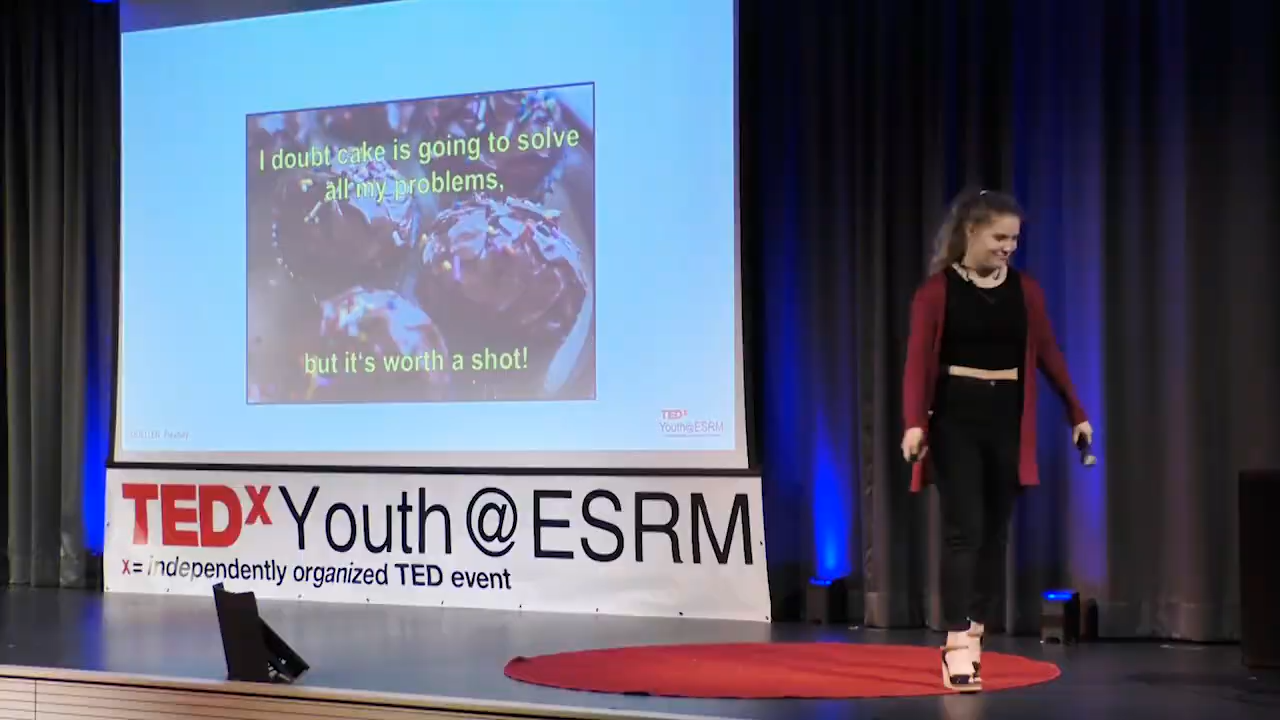 I doubt cake is going to solve
all my problems,
but it's worth a shot!
TEDx
Youth@ESRM
TEDx Youth @ ESRM
x = independently organized TED event